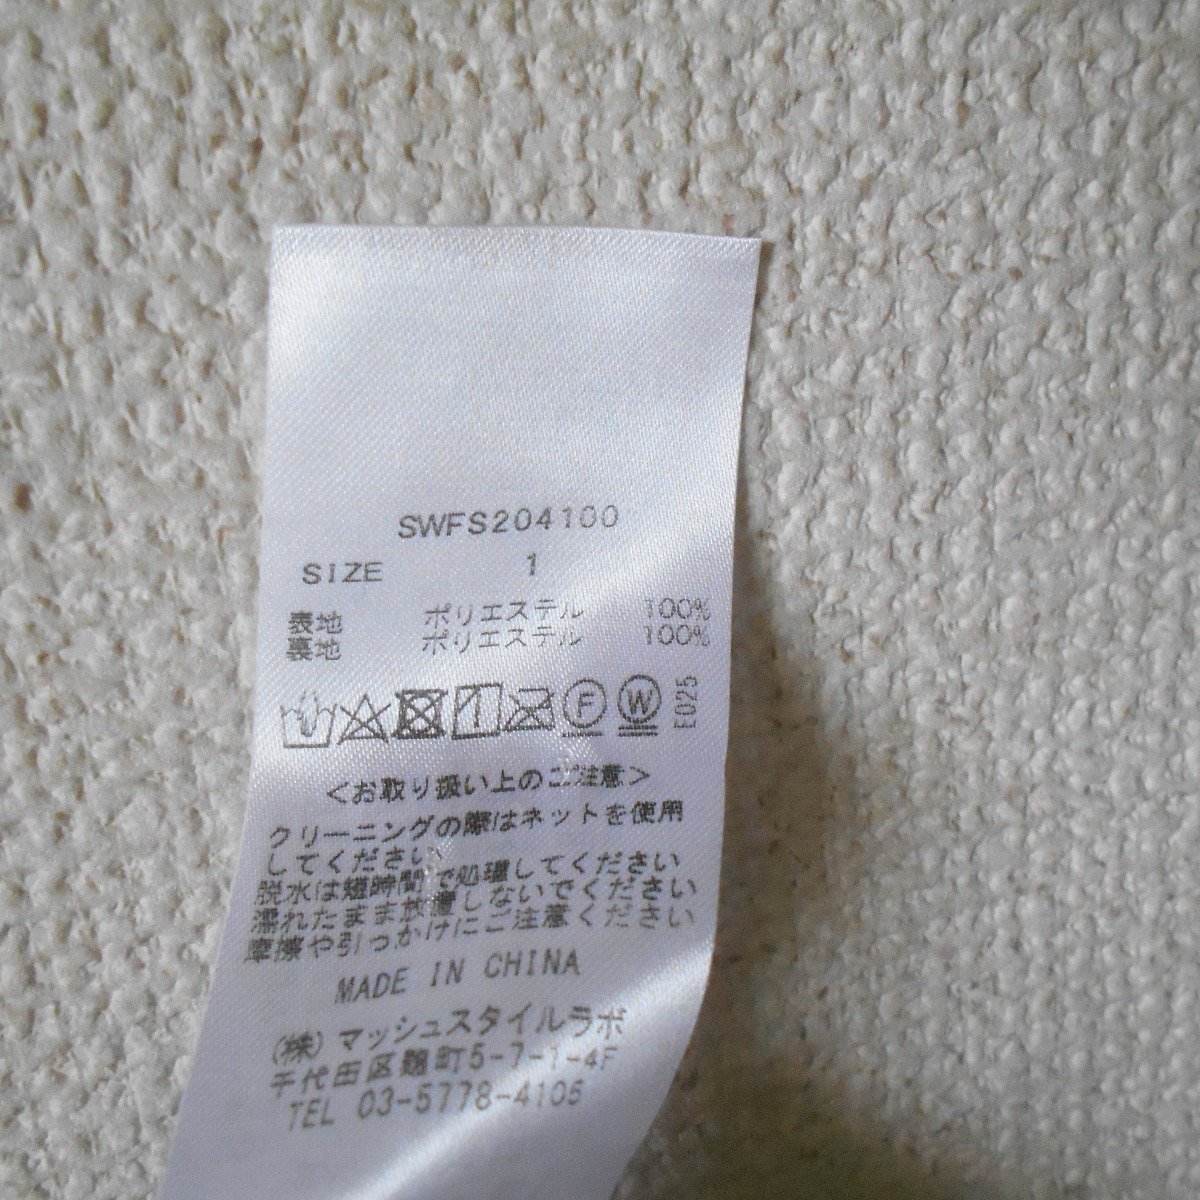 SWFS204100
SIZE 1
表地 ポリエステル 100%
裏地 ポリエステル 100%
F W E025
<お取り扱い上のご注意>
クリーニングの際はネットを使用
してください
脱水は短時間で処理してください
濡れたまま放置しないでください
摩擦や引っかけにご注意ください
MADE IN CHINA
(株)マッシュスタイルラボ
千代田区麹町5-7-1-4F
TEL 03-5778-4105